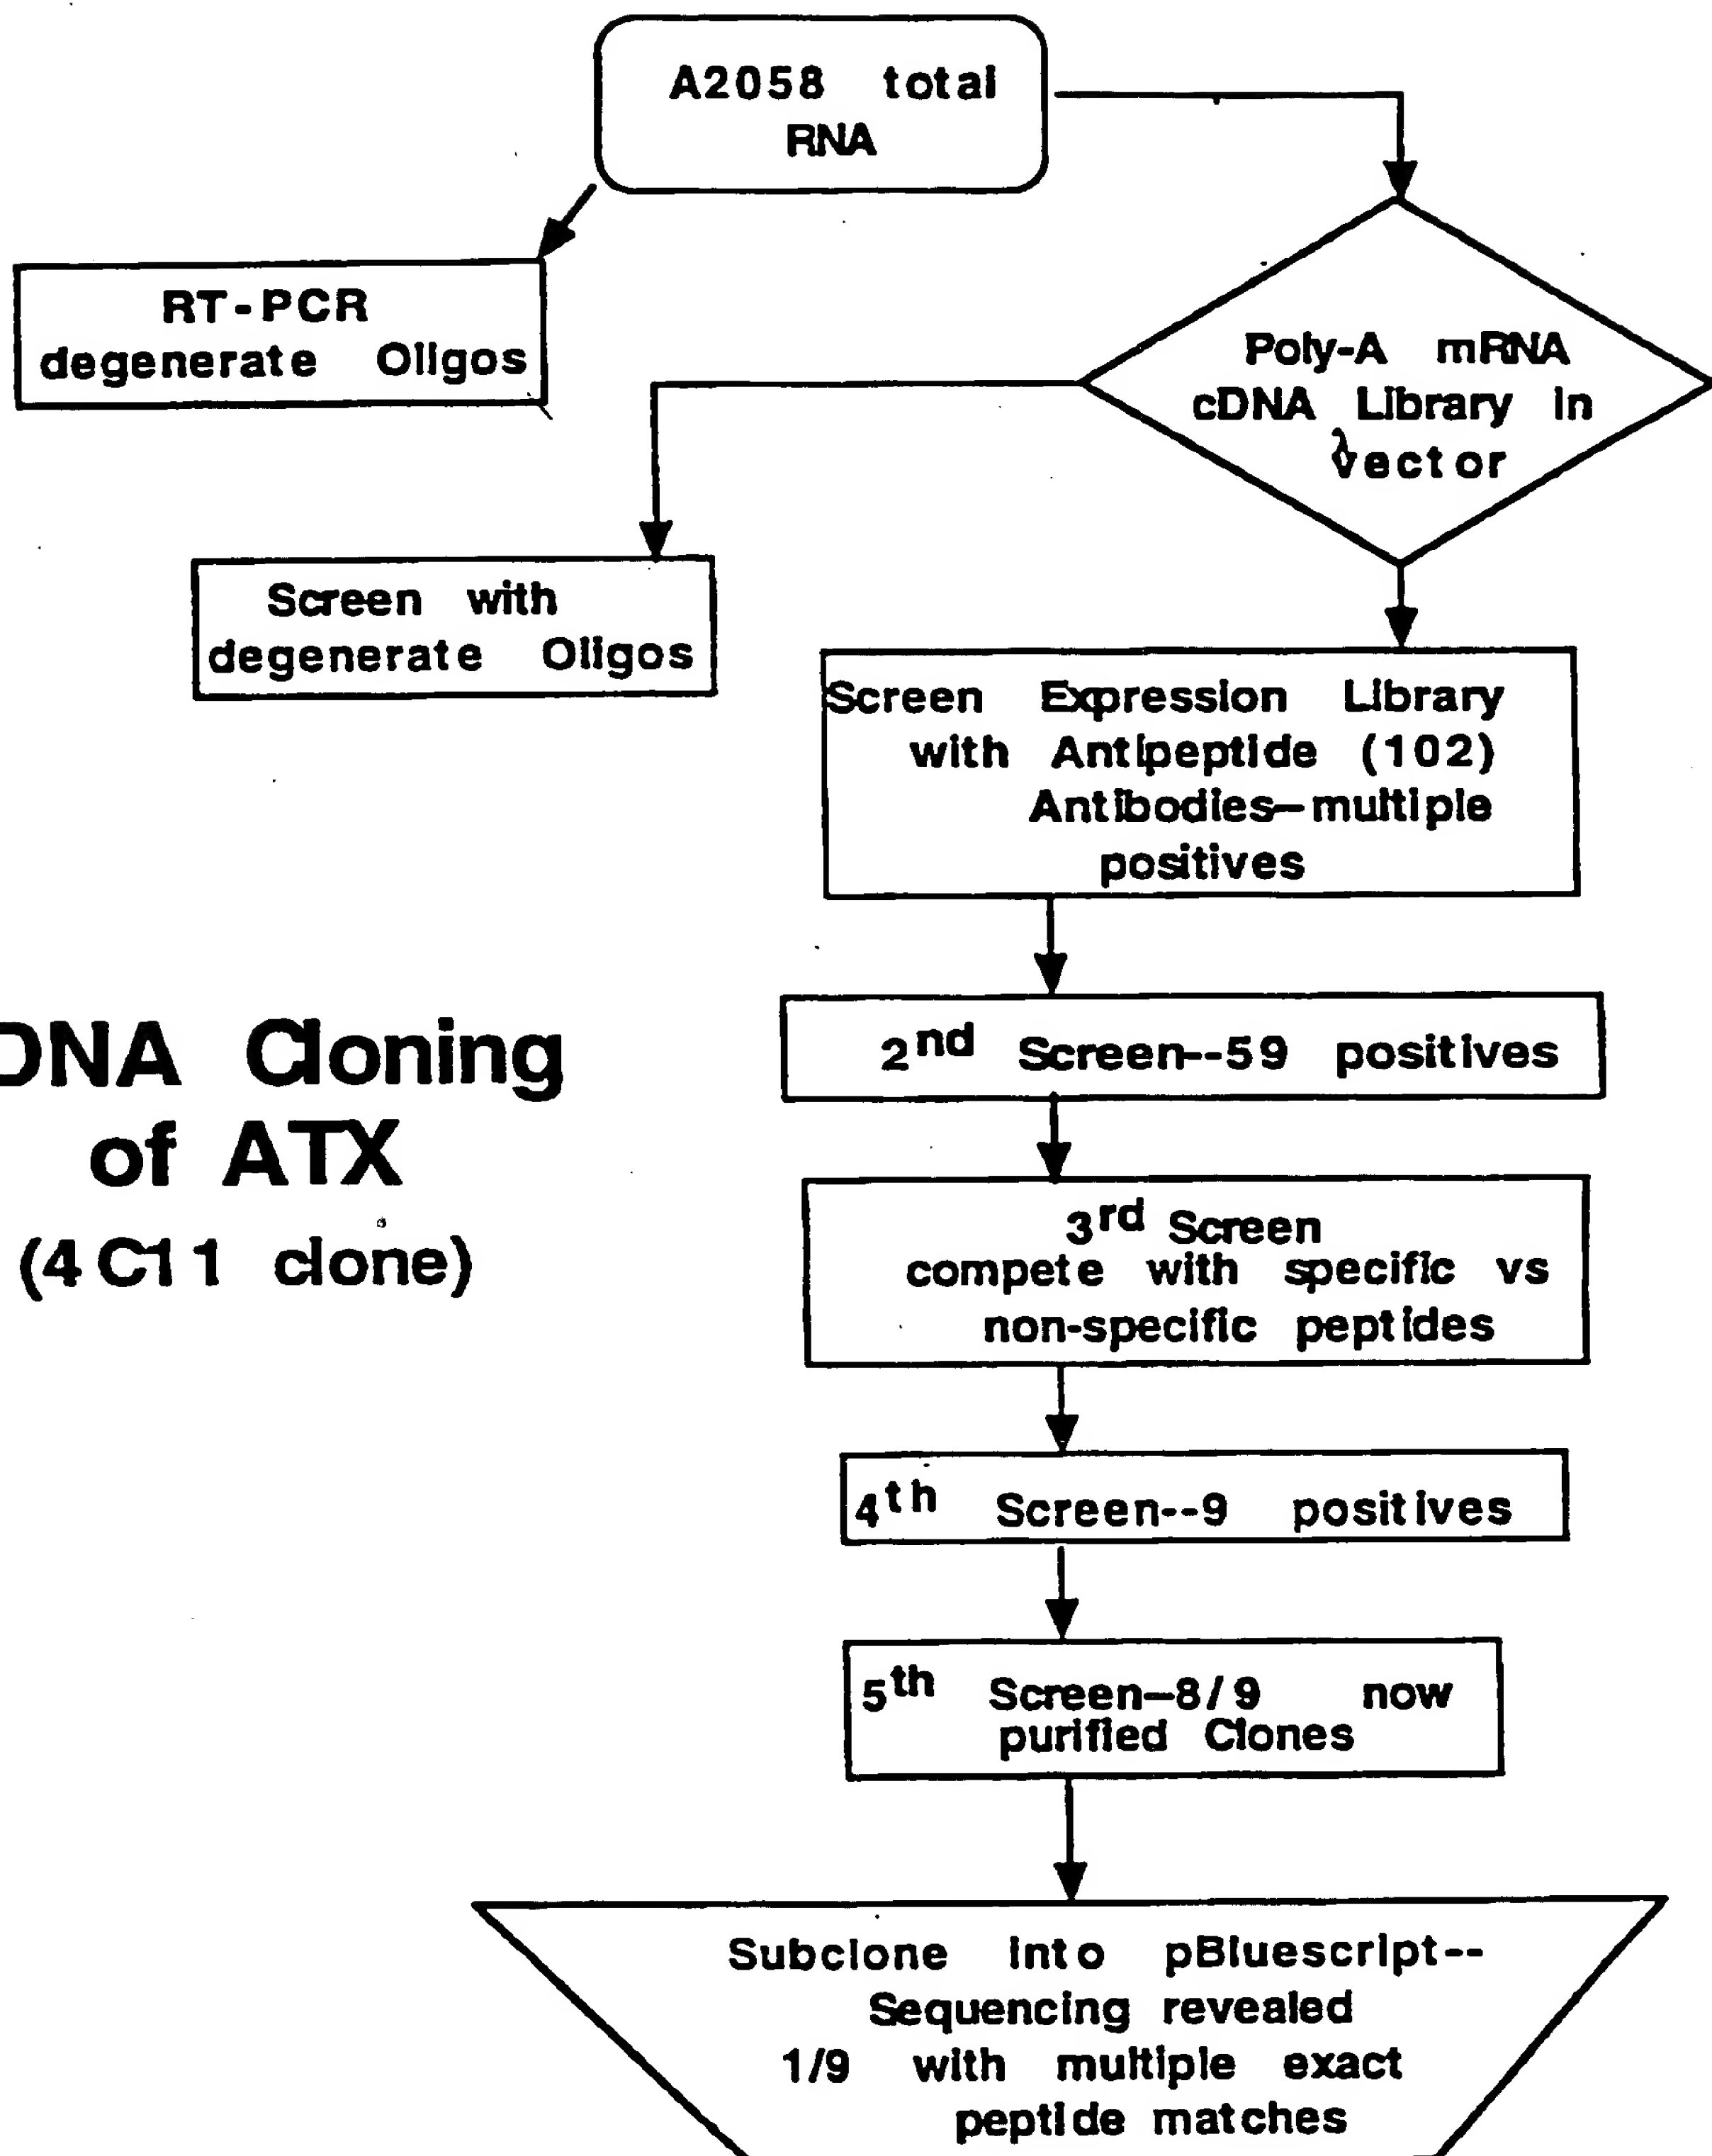 A2058 total
RNA
RT-PCR
degenerate Oligos
Poly-A mRNA
cDNA Library in
λ
vector
Screen with
degenerate Oligos
Screen Expression Library
with Antipeptide (102)
Antibodies—multiple
positives
2nd Screen--59 positives
DNA Cloning
of ATX
(4C11 clone)
3rd Screen
compete with specific vs
non-specific peptides
4th Screen--9 positives
5th Screen—8/9 now
purified Clones
Subclone into pBluescript--
Sequencing revealed
1/9 with multiple exact
peptide matches